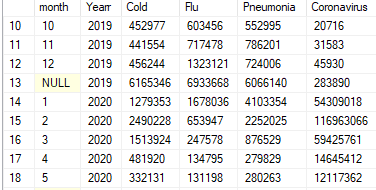 month Yearr Cold Flu Pneumonia Coronavirus
10 10 2019 452977 603456 552995 20716
11 11 2019 441554 717478 786201 31583
12 12 2019 456244 1323121 724006 45930
13 NULL 2019 6165346 6933668 6066140 283890
14 1 2020 1279353 1678036 4103354 54309018
15 2 2020 2490228 653947 2252025 116963066
16 3 2020 1513924 247578 876529 59425761
17 4 2020 481920 134795 279829 14645412
18 5 2020 332131 131198 280263 12117362